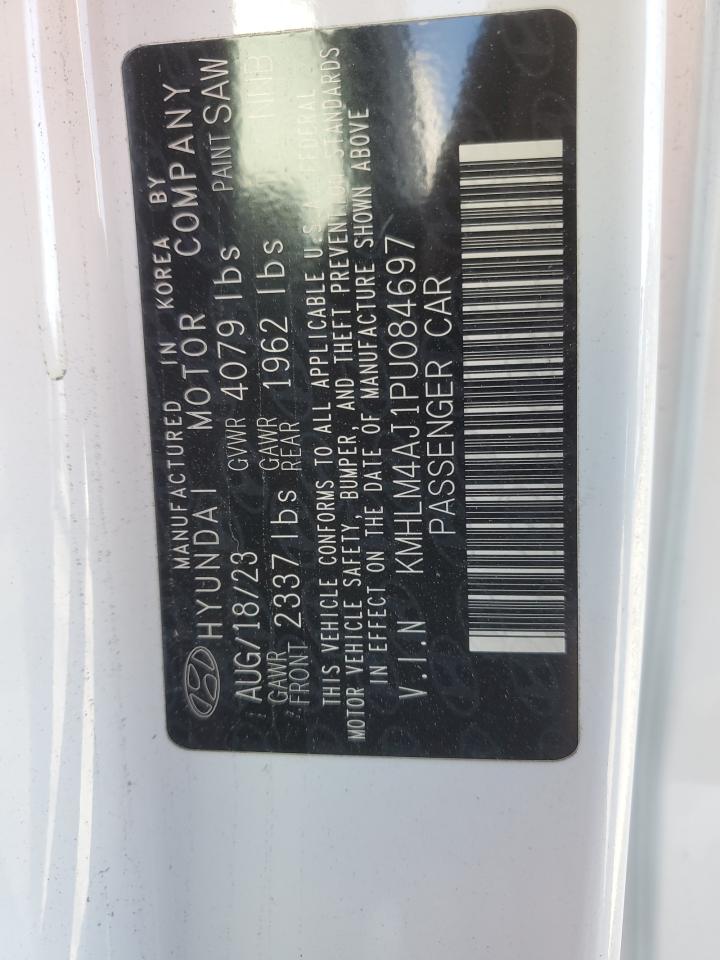 MANUFACTURED IN KOREA BY
HYUNDAI MOTOR COMPANY
AUG/18/23 GVWR 4079 lbs PAINT SAW
GAWR FRONT 2337 lbs GAWR REAR 1962 lbs NNB
THIS VEHICLE CONFORMS TO ALL APPLICABLE U.S.A. FEDERAL
MOTOR VEHICLE SAFETY, BUMPER, AND THEFT PREVENTION STANDARDS
IN EFFECT ON THE DATE OF MANUFACTURE SHOWN ABOVE
V.I.N KMHLM4AJ1PU084697
PASSENGER CAR